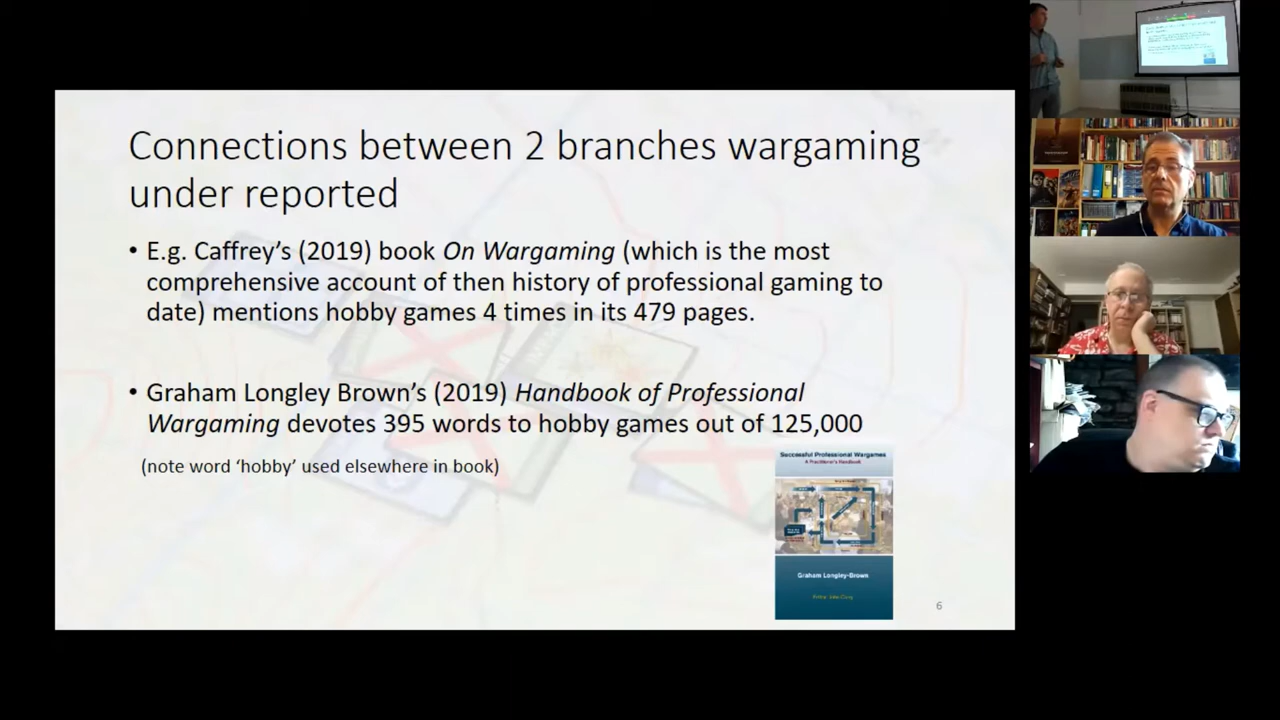 Connections between 2 branches wargaming
under reported
• E.g. Caffrey’s (2019) book On Wargaming (which is the most
comprehensive account of then history of professional gaming to
date) mentions hobby games 4 times in its 479 pages.
• Graham Longley Brown’s (2019) Handbook of Professional
Wargaming devotes 395 words to hobby games out of 125,000
(note word ‘hobby’ used elsewhere in book)
Successful Professional Wargames
A Practitioner's Handbook
Graham Longley-Brown
6